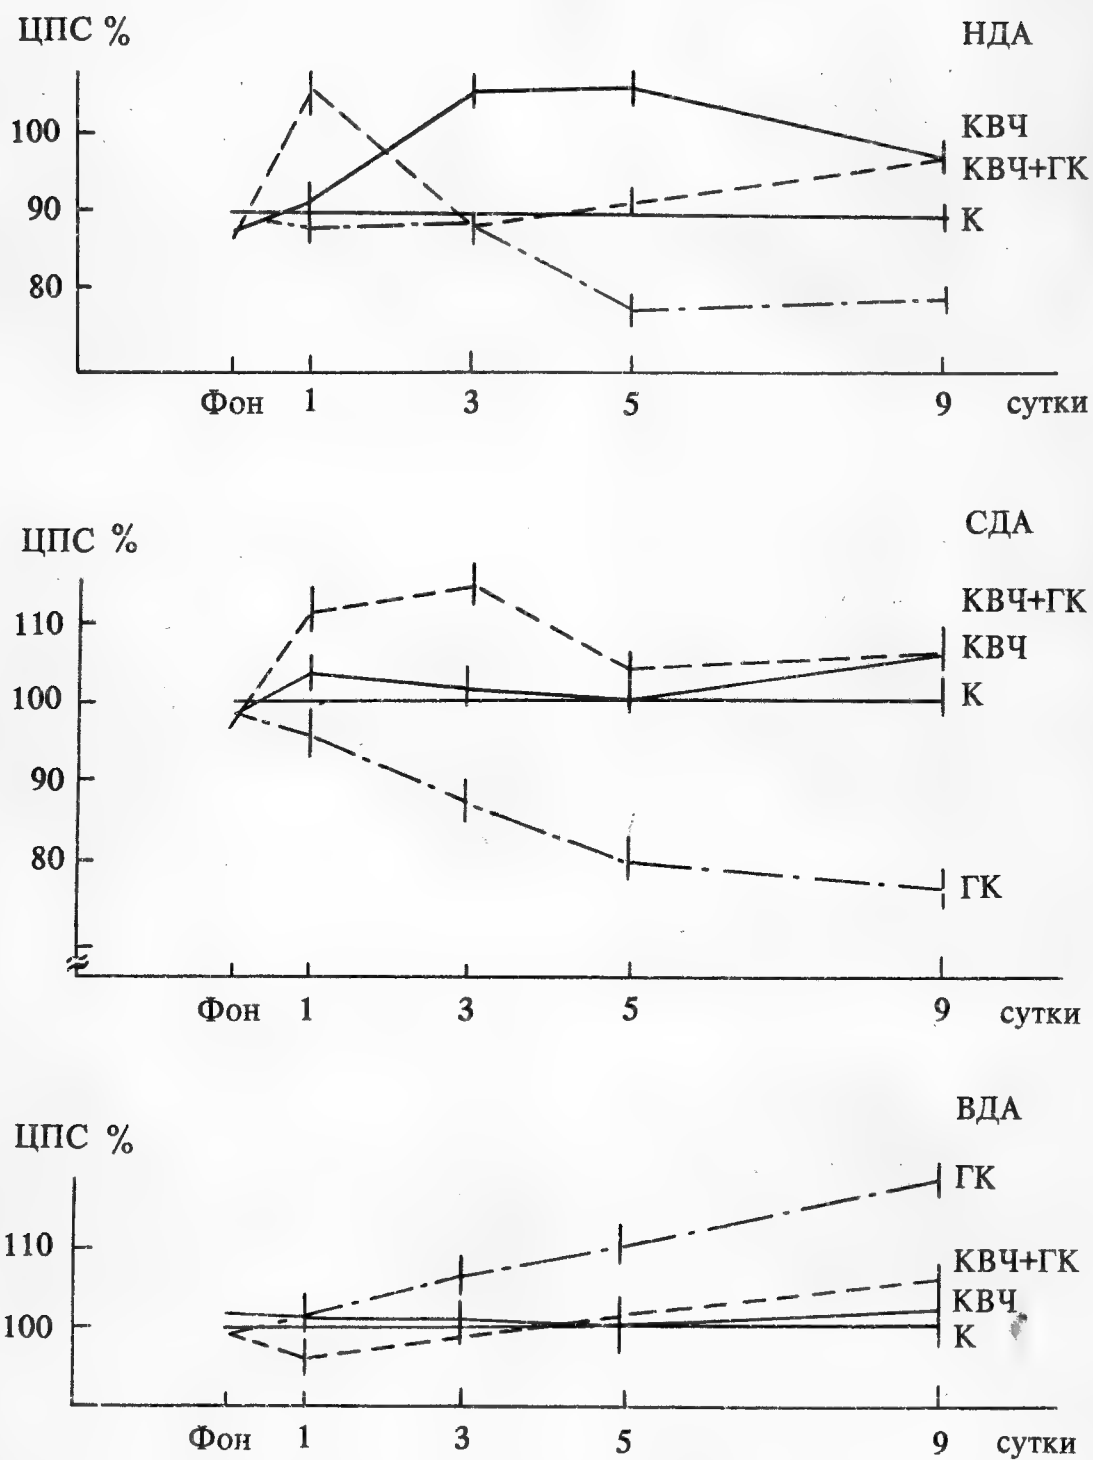 ЦПС % НДА
100 КВЧ
КВЧ+ГК
90 К
80
Фон 1 3 5 9 сутки
ЦПС % СДА
110 КВЧ+ГК
КВЧ
100 К
90
80 ГК
Фон 1 3 5 9 сутки
ЦПС % ВДА
ГК
110 КВЧ+ГК
КВЧ
100 К
Фон 1 3 5 9 сутки